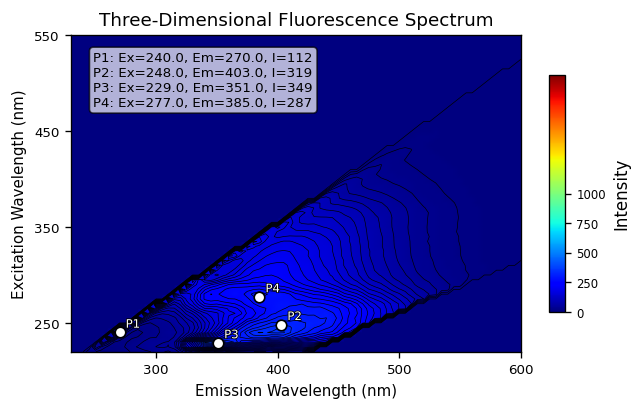 Three-Dimensional Fluorescence Spectrum
550
450
350
250
Excitation Wavelength (nm)
P1: Ex=240.0, Em=270.0, I=112
P2: Ex=248.0, Em=403.0, I=319
P3: Ex=229.0, Em=351.0, I=349
P4: Ex=277.0, Em=385.0, I=287
P4
P2
P1
P3
300
400
500
600
Emission Wavelength (nm)
1000
750
500
250
0
Intensity